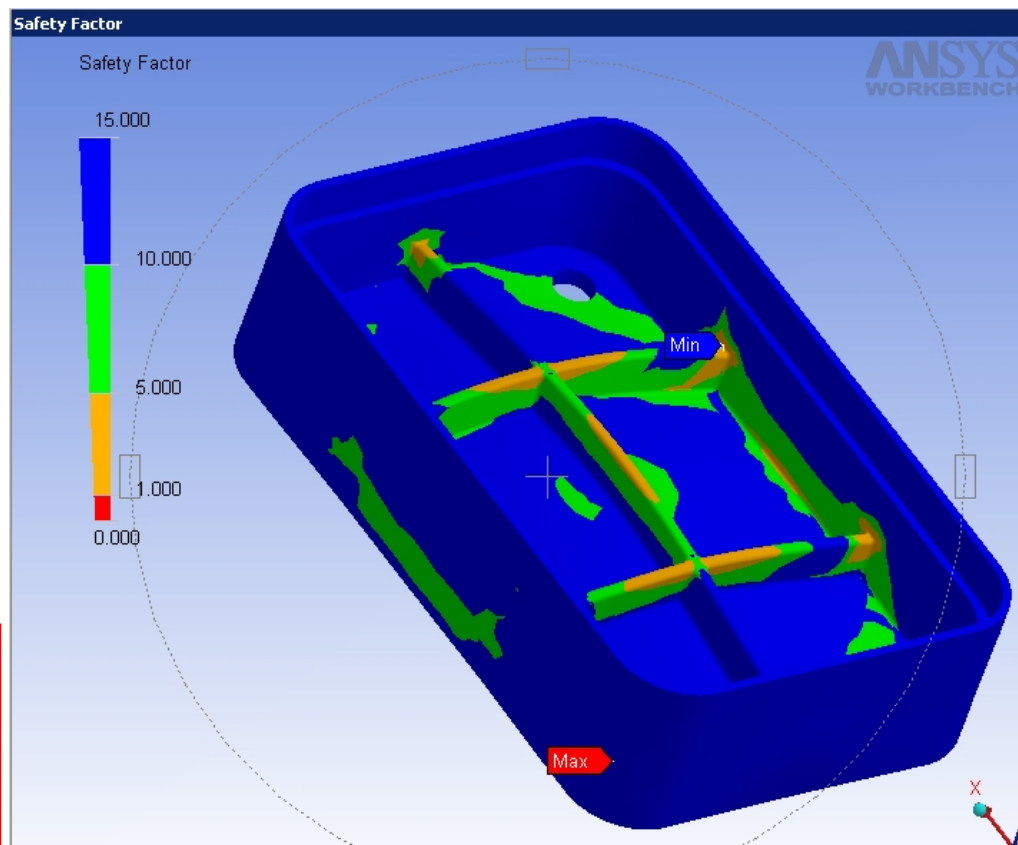 Safety Factor
Safety Factor
ANSYS
WORKBENCH
15.000
10.000
5.000
1.000
0.000
Min
Max
X